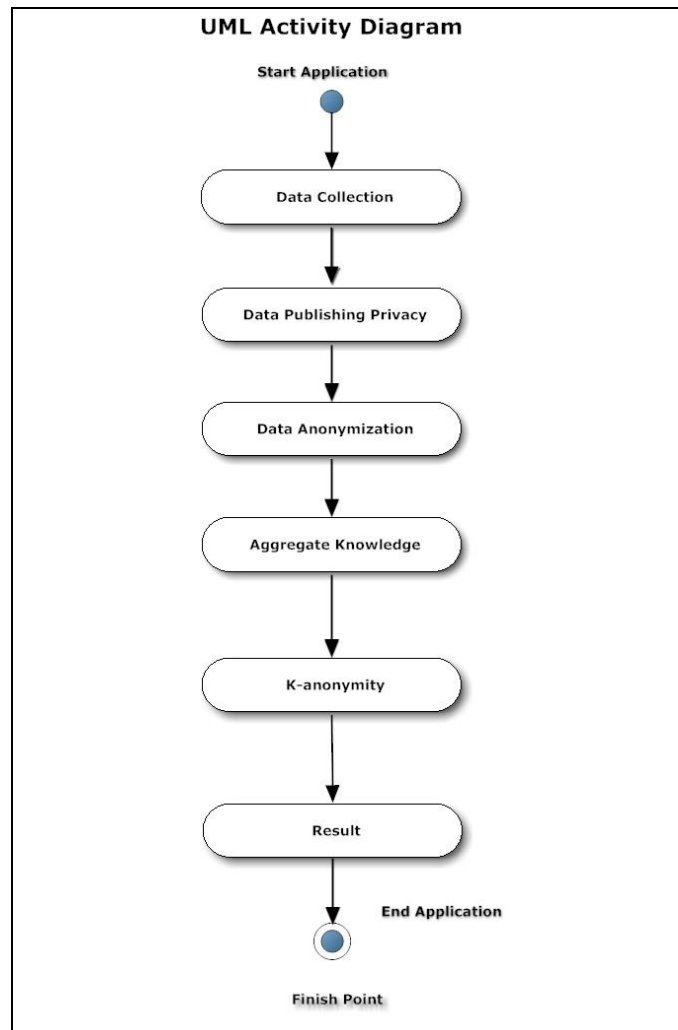 UML Activity Diagram
Start Application
Data Collection
Data Publishing Privacy
Data Anonymization
Aggregate Knowledge
K-anonymity
Result
End Application
Finish Point